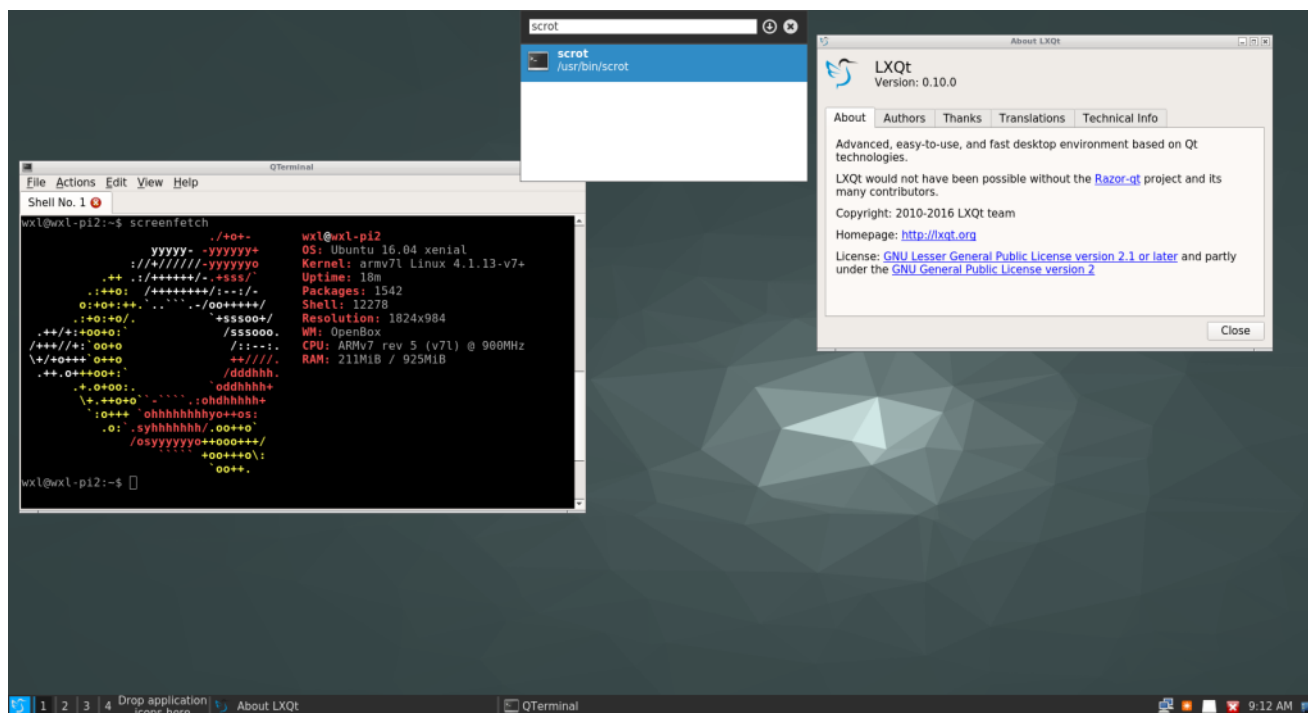 scrot
scrot
/usr/bin/scrot
About LXQt
LXQt
Version: 0.10.0
About Authors Thanks Translations Technical Info
Advanced, easy-to-use, and fast desktop environment based on Qt
technologies.
LXQt would not have been possible without the Razor-qt project and its
many contributors.
Copyright: 2010-2016 LXQt team
Homepage: http://lxqt.org
License: GNU Lesser General Public License version 2.1 or later and partly
under the GNU General Public License version 2
Close
QTerminal
File Actions Edit View Help
Shell No. 1
wxl@wxl-pi2:~$ screenfetch
wxl@wxl-pi2
OS: Ubuntu 16.04 xenial
Kernel: armv7l Linux 4.1.13-v7+
Uptime: 18m
Packages: 1542
Shell: 12278
Resolution: 1824x984
WM: OpenBox
CPU: ARMv7 rev 5 (v7l) @ 900MHz
RAM: 211MiB / 925MiB
wxl@wxl-pi2:~$
1 2 3 4 Drop application
icons here
About LXQt
QTerminal
9:12 AM